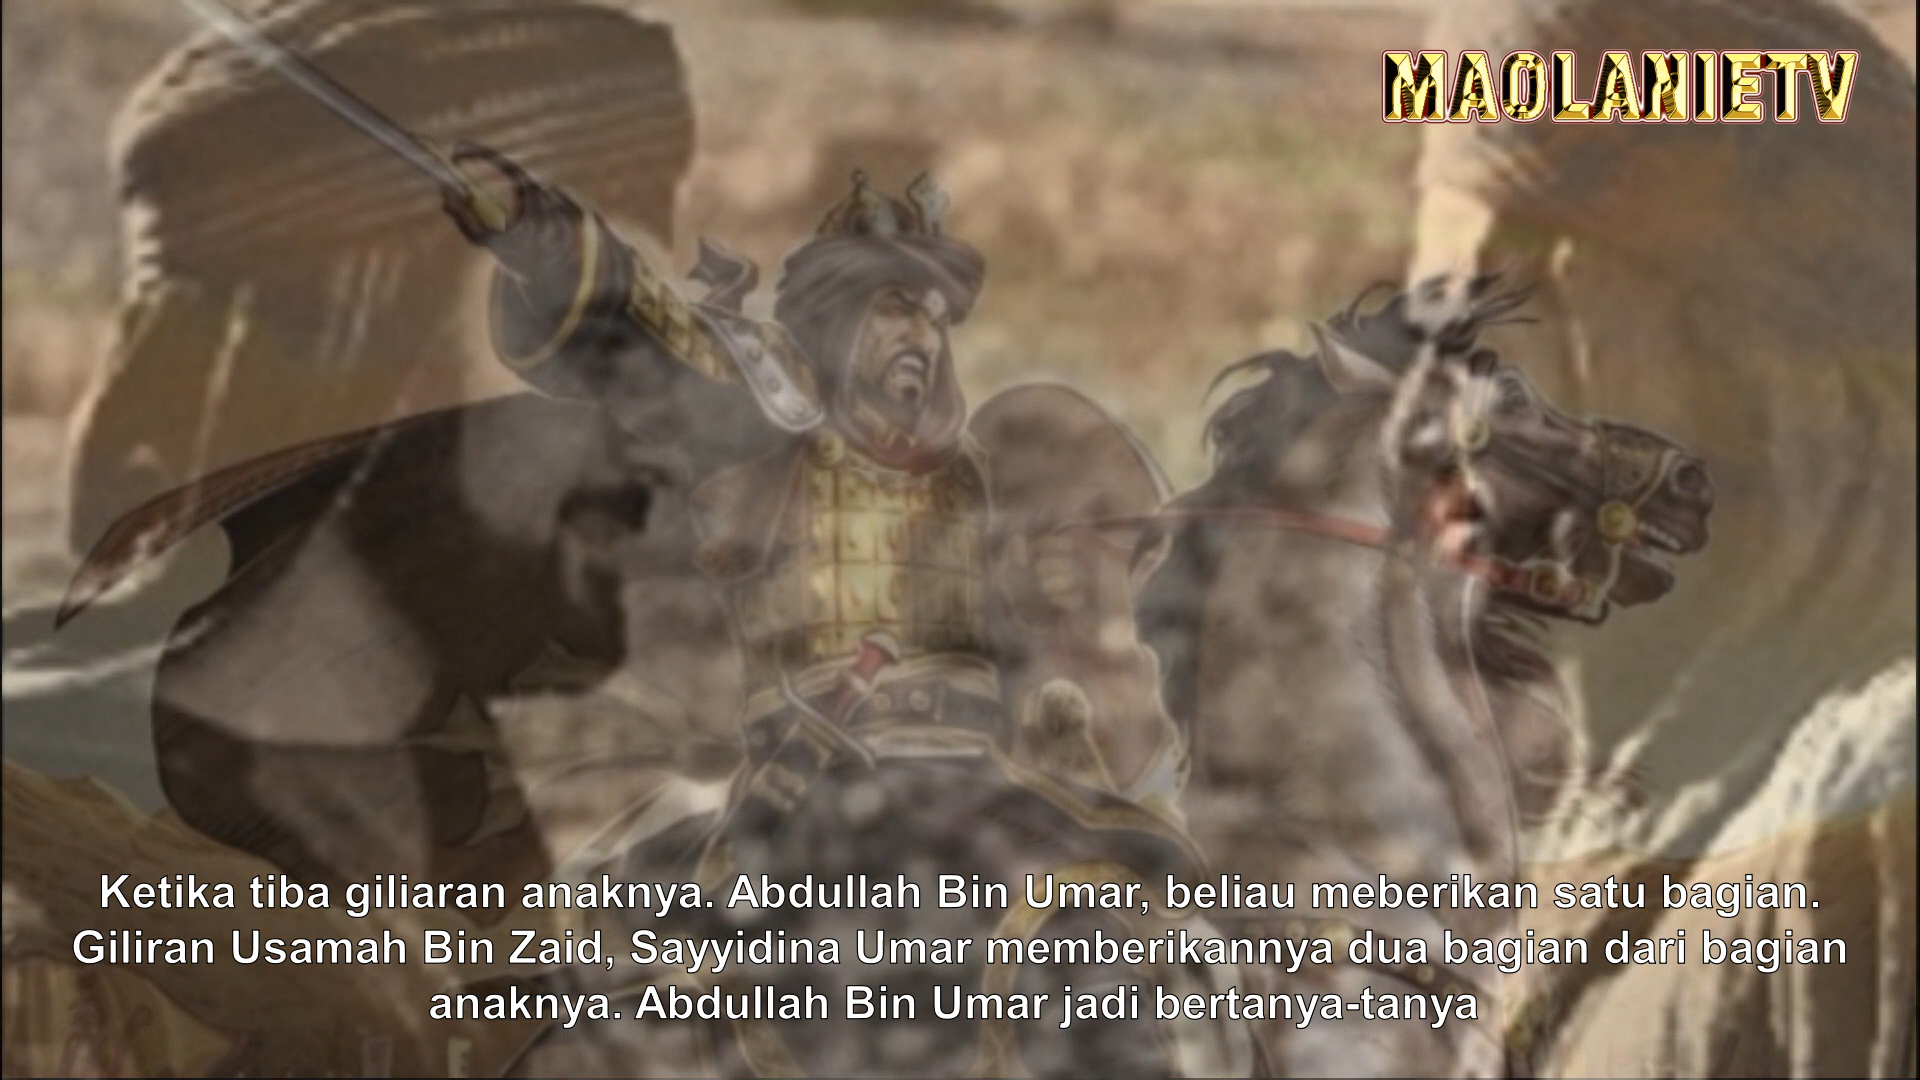 MAOLANIETV
Ketika tiba giliaran anaknya. Abdullah Bin Umar, beliau meberikan satu bagian.
Giliran Usamah Bin Zaid, Sayyidina Umar memberikannya dua bagian dari bagian
anaknya. Abdullah Bin Umar jadi bertanya-tanya